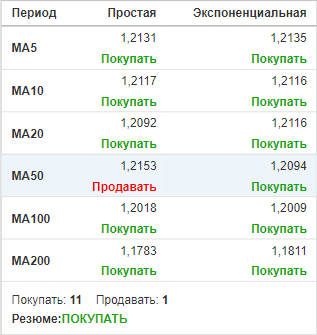 Период Простая Экспоненциальная
MA5 1,2131 1,2135
Покупать Покупать
MA10 1,2117 1,2116
Покупать Покупать
MA20 1,2092 1,2116
Покупать Покупать
MA50 1,2153 1,2094
Продавать Покупать
MA100 1,2018 1,2009
Покупать Покупать
MA200 1,1783 1,1811
Покупать Покупать
Покупать: 11 Продавать: 1
Резюме:ПОКУПАТЬ